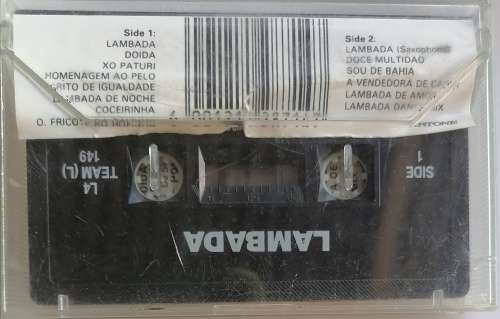 Side 1:
LAMBADA
DOIDA
XO PATURI
HOMENAGEM AO PELO
GRITO DE IGUALDADE
LAMBADA DE NOCHE
COCEIRINHA
O. FRICOTE
Side 2:
LAMBADA (Saxophone
DOCE MULTIDAO
SOU DE BAHIA
A VENDEDORA DE
LAMBADA DE AMOR
LAMBADA DANCE MIX
SIDE
1
L4
TEAM (L)
149
LAMBADA